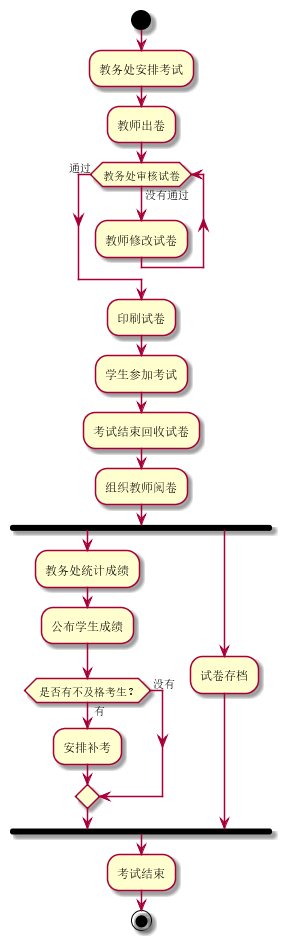 教务处安排考试
教师出卷
通过
教务处审核试卷
没有通过
教师修改试卷
印刷试卷
学生参加考试
考试结束回收试卷
组织教师阅卷
教务处统计成绩
公布学生成绩
是否有不及格考生？
没有
有
试卷存档
安排补考
考试结束